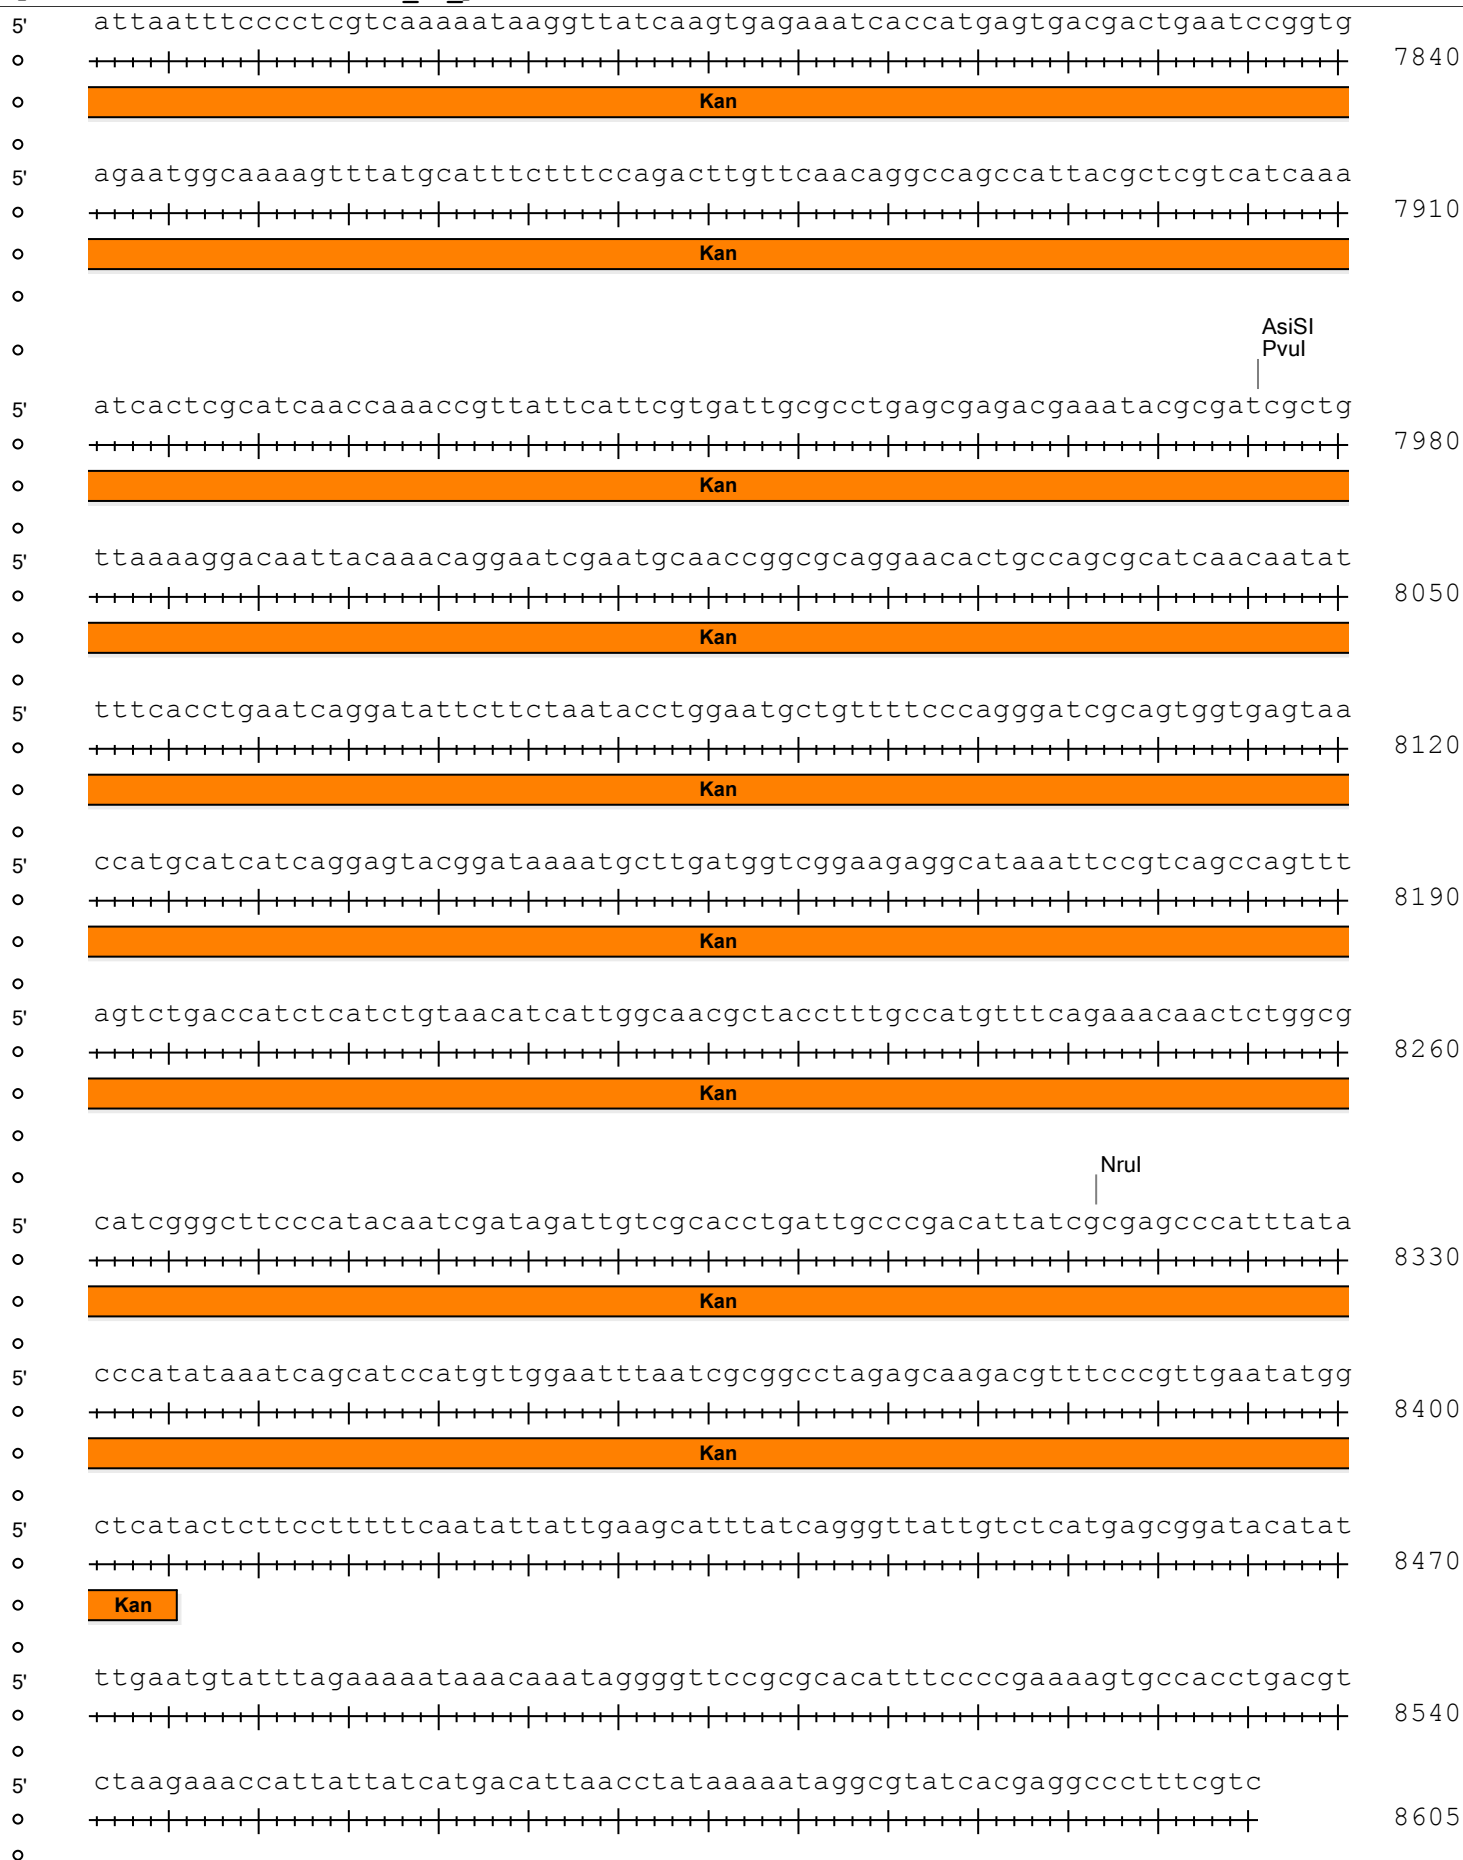 5' attaatttcccctcgtcaaaaataaggttatcaagtgagaaatcaccatgagtgacgactgaatccggtg
7840
Kan
5' agaatggcaaaagtttatgcatttctttccagacttgttcaacaggccagccattacgctcgtcatcaaa
7910
Kan
AsiSI
PvuI
5' atcactcgcatcaaccaaaccgttattcattcgtgattgcgcctgagcgagacgaaatacgcgatcgctg
7980
Kan
5' ttaaaaggacaattacaaacaggaatcgaatgcaaccggcgcaggaacactgccagcgcatcaacaatat
8050
Kan
5' tttcacctgaatcaggatattcttctaatacctggaatgctgttttcccagggatcgcagtggtgagtaa
8120
Kan
5' ccatgcatcatcaggagtacggataaaatgcttgatggtcggaagaggcataaattccgtcagccagttt
8190
Kan
5' agtctgaccatctcatctgtaacatcattggcaacgctacctttgccatgtttcagaaacaactctggcg
8260
Kan
NruI
5' catcgggcttcccatacaatcgatagattgtcgcacctgattgcccgacattatcgcgagcccatttata
8330
Kan
5' cccatataaatcagcatccatgttggaatttaatcgcggcctagagcaagacgtttcccgttgaatatgg
8400
Kan
5' ctcatactcttcctttttcaatattattgaagcatttatcagggttattgtctcatgagcggatacatat
8470
Kan
5' ttgaatgtatttagaaaaataaacaaataggggttccgcgcacatttccccgaaaagtgccacctgacgt
8540
5' ctaagaaaccattattatcatgacattaacctataaaaataggcgtatcacgaggccctttcgtc
8605